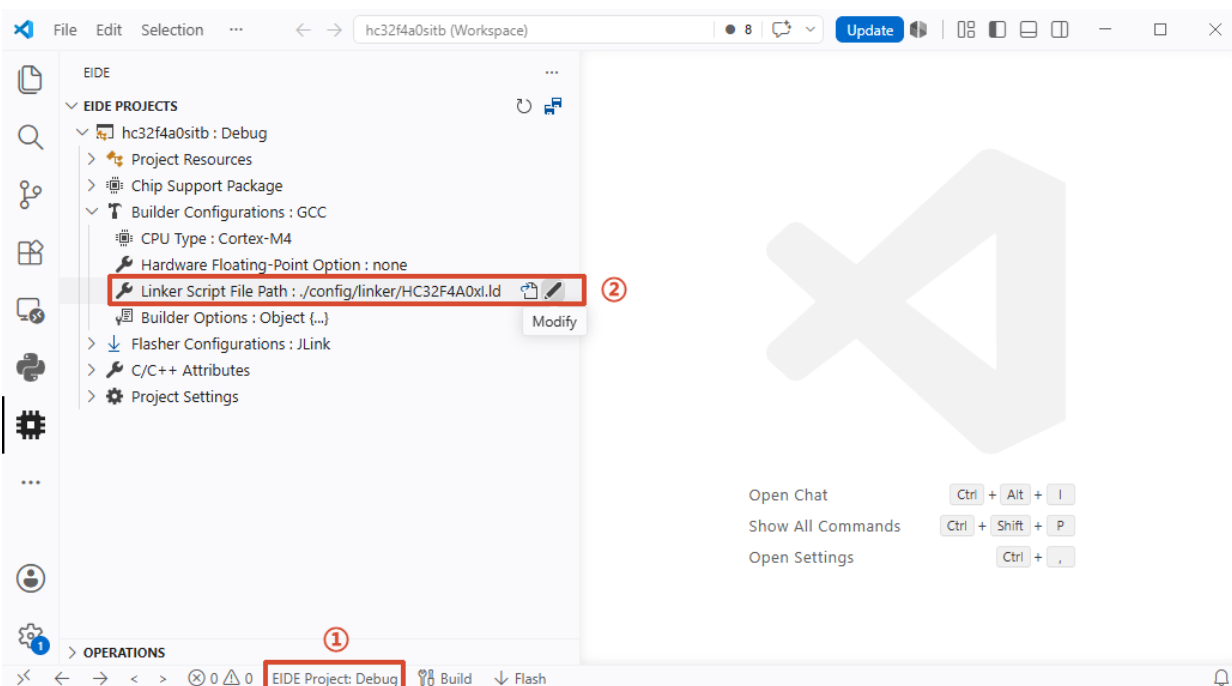 File Edit Selection ··· hc32f4a0sitb (Workspace) 8 Update
EIDE ···
EIDE PROJECTS
hc32f4a0sitb : Debug
Project Resources
Chip Support Package
Builder Configurations : GCC
CPU Type : Cortex-M4
Hardware Floating-Point Option : none
Linker Script File Path : ./config/linker/HC32F4A0xI.ld ②
Builder Options : Object {...}
Modify
Flasher Configurations : JLink
C/C++ Attributes
Project Settings
Open Chat Ctrl + Alt + I
Show All Commands Ctrl + Shift + P
Open Settings Ctrl + ,
①
1
OPERATIONS
0 0 EIDE Project: Debug Build Flash